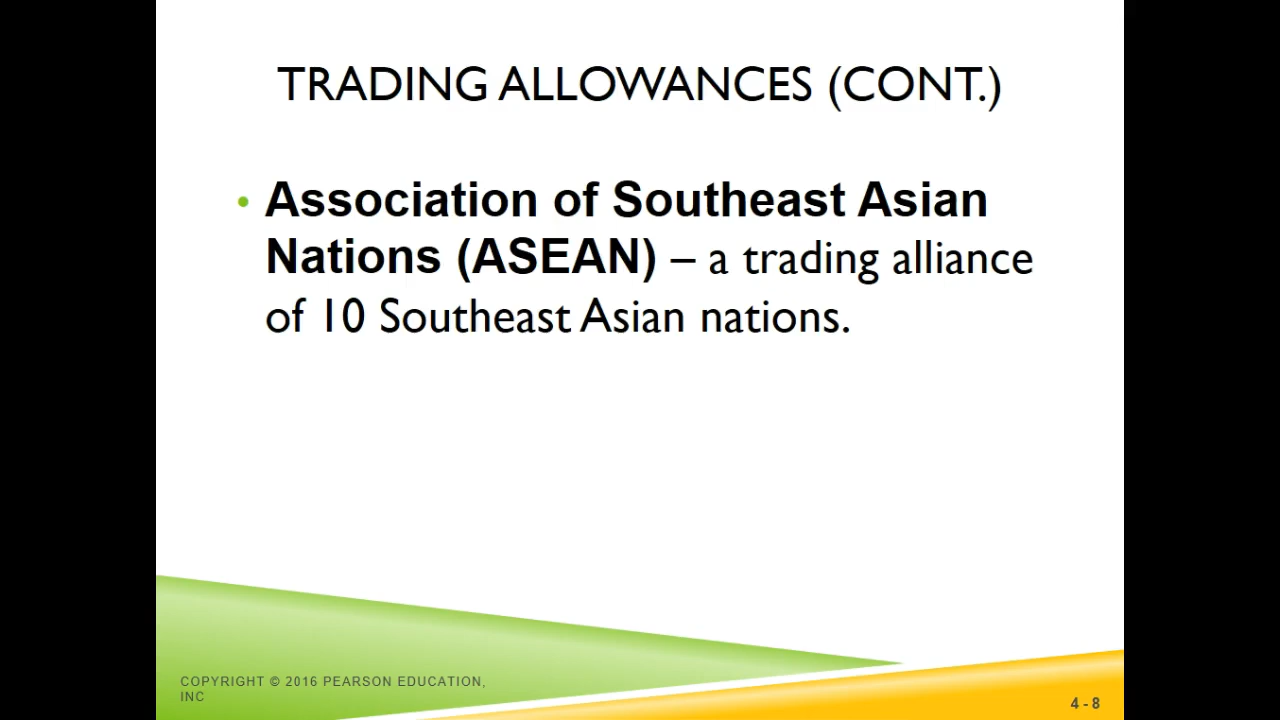 TRADING ALLOWANCES (CONT.)
• Association of Southeast Asian
Nations (ASEAN) – a trading alliance
of 10 Southeast Asian nations.
COPYRIGHT © 2016 PEARSON EDUCATION,
INC
4 - 8